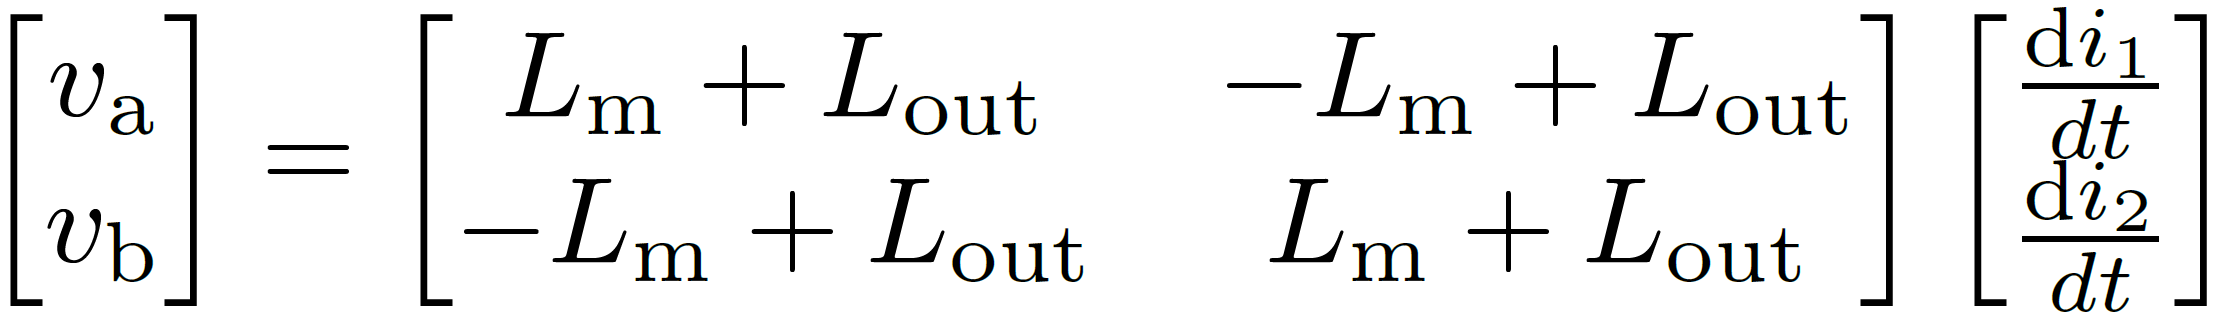 [v_a; v_b] = [L_m + L_out  −L_m + L_out; −L_m + L_out  L_m + L_out] [di_1/dt; di_2/dt]